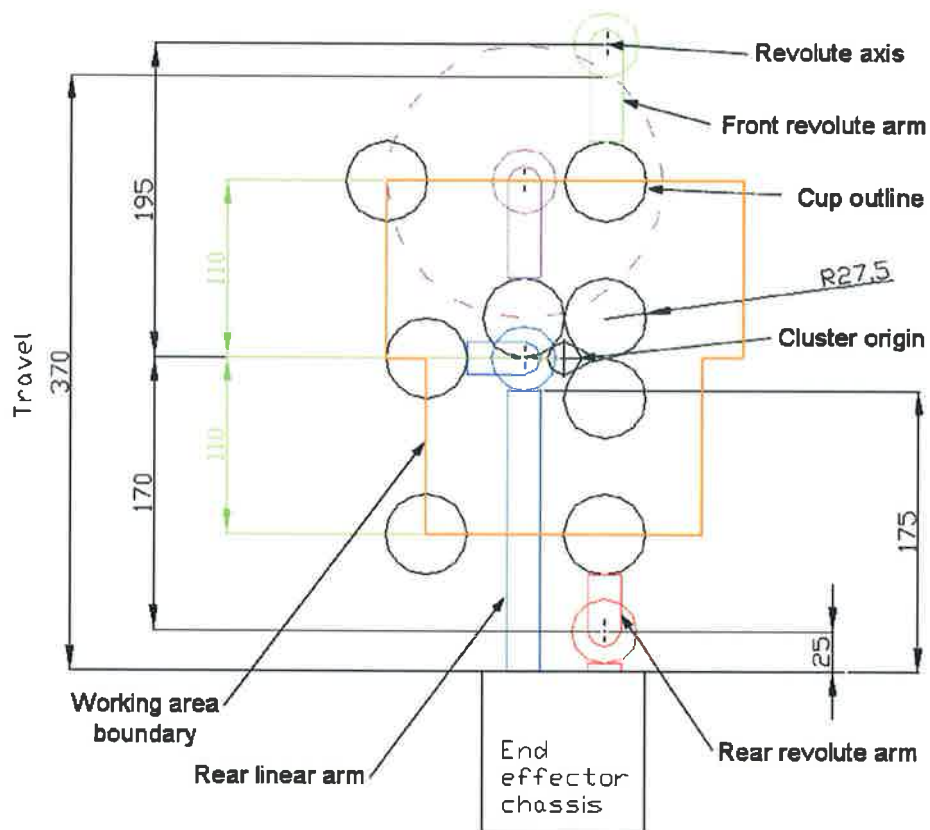 Revolute axis
Front revolute arm
195
Cup outline
110
R27,5
Travel
370
Cluster origin
110
170
175
25
Working area
boundary
Rear linear arm
End
effector
chassis
Rear revolute arm